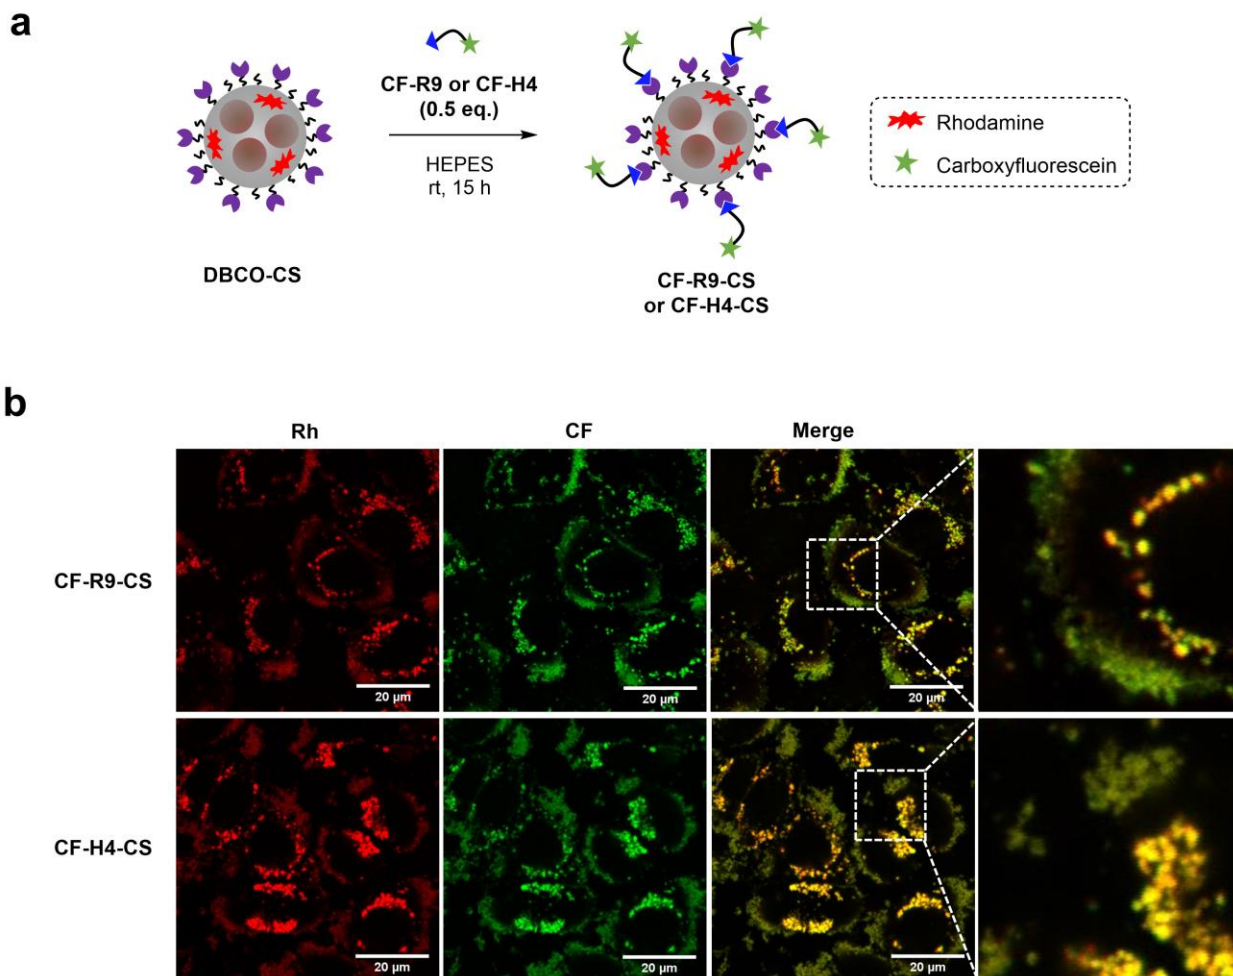 a
CF-R9 or CF-H4
(0.5 eq.)
HEPES
rt, 15 h
DBCO-CS
CF-R9-CS
or CF-H4-CS
Rhodamine
Carboxyfluorescein
b
Rh
CF
Merge
CF-R9-CS
20 µm
20 µm
20 µm
CF-H4-CS
20 µm
20 µm
20 µm